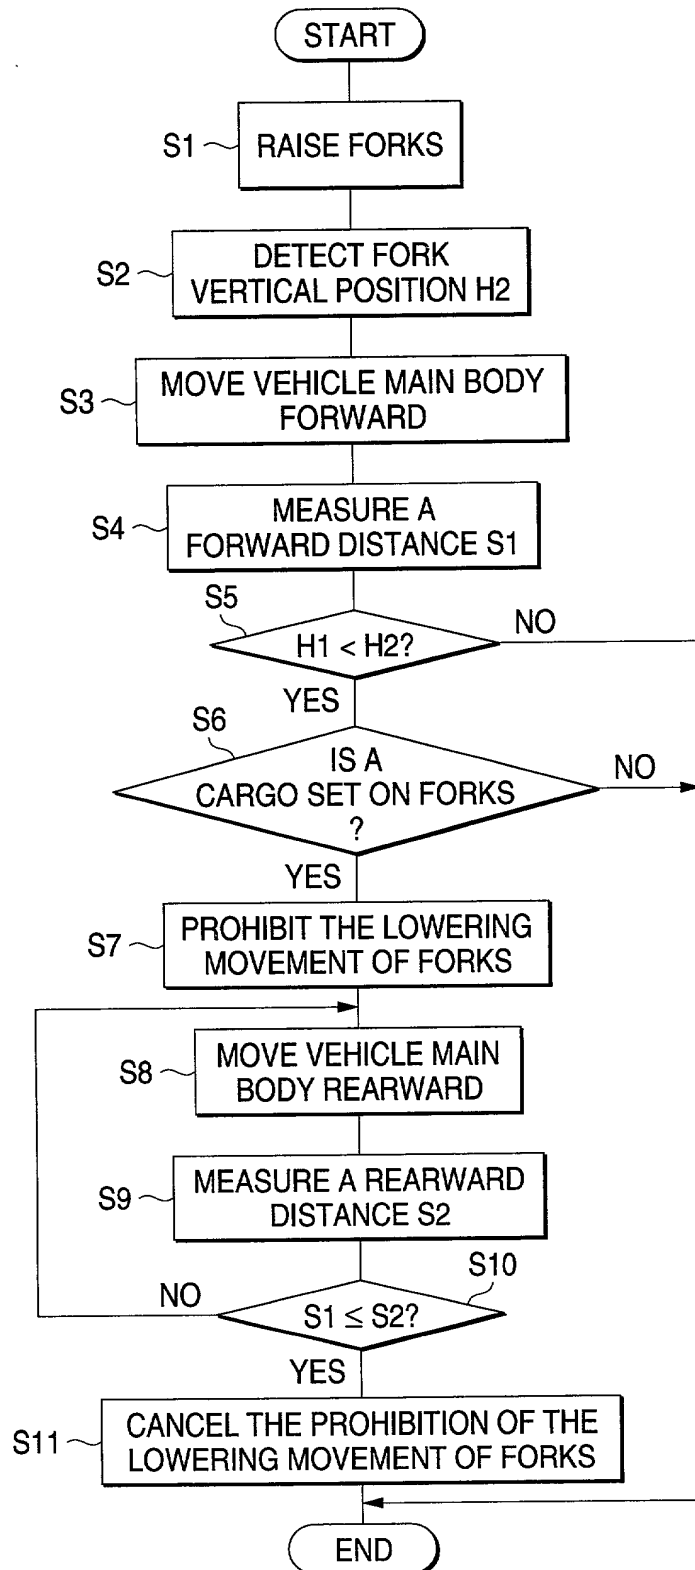 START
S1
RAISE FORKS
S2
DETECT FORK
VERTICAL POSITION H2
S3
MOVE VEHICLE MAIN BODY
FORWARD
S4
MEASURE A
FORWARD DISTANCE S1
S5
H1 < H2?
NO
YES
S6
IS A
CARGO SET ON FORKS
?
NO
YES
S7
PROHIBIT THE LOWERING
MOVEMENT OF FORKS
S8
MOVE VEHICLE MAIN
BODY REARWARD
S9
MEASURE A REARWARD
DISTANCE S2
S10
NO
S1 ≤ S2?
YES
S11
CANCEL THE PROHIBITION OF THE
LOWERING MOVEMENT OF FORKS
END